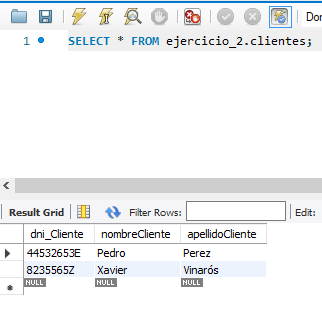 Don
1 SELECT * FROM ejercicio_2.clientes;
Result Grid Filter Rows: Edit:
dni_Cliente nombreCliente apellidoCliente
44532653E Pedro Perez
8235565Z Xavier Vinarós
NULL NULL NULL